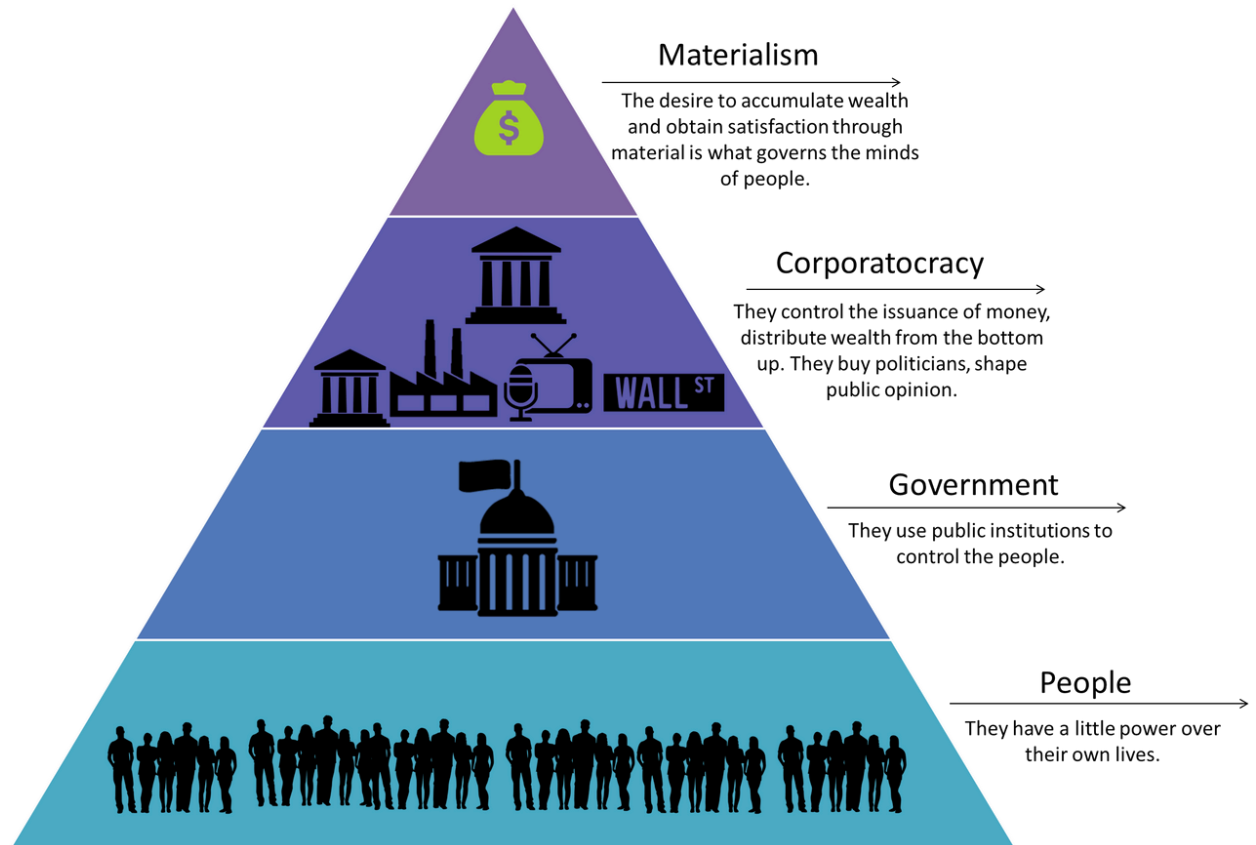 $
Materialism
The desire to accumulate wealth
and obtain satisfaction through
material is what governs the minds
of people.
Corporatocracy
They control the issuance of money,
distribute wealth from the bottom
up. They buy politicians, shape
public opinion.
WALL ST
Government
They use public institutions to
control the people.
People
They have a little power over
their own lives.